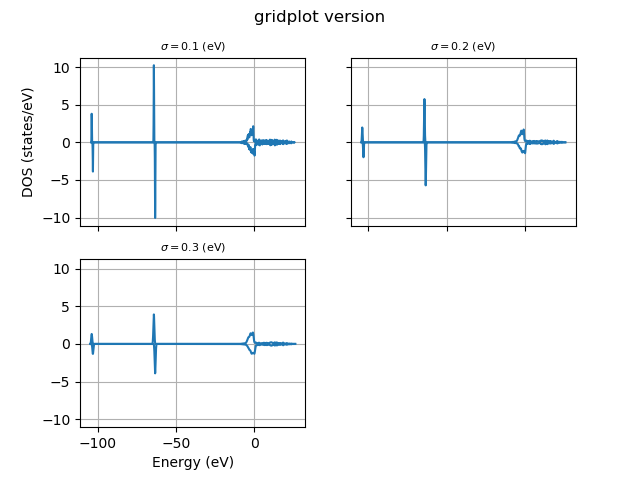 gridplot version
σ = 0.1 (eV)
σ = 0.2 (eV)
DOS (states/eV)
10
5
0
−5
−10
σ = 0.3 (eV)
10
5
0
−5
−10
−100 −50 0
Energy (eV)